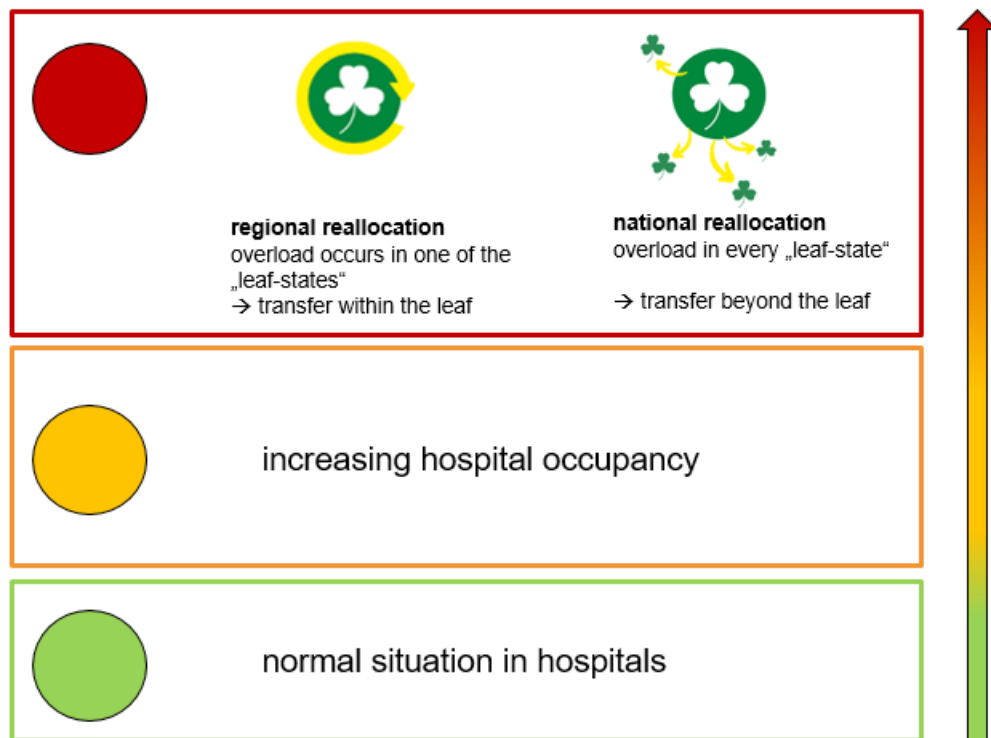 regional reallocation
overload occurs in one of the
„leaf-states“
→ transfer within the leaf
national reallocation
overload in every „leaf-state“
→ transfer beyond the leaf
increasing hospital occupancy
normal situation in hospitals